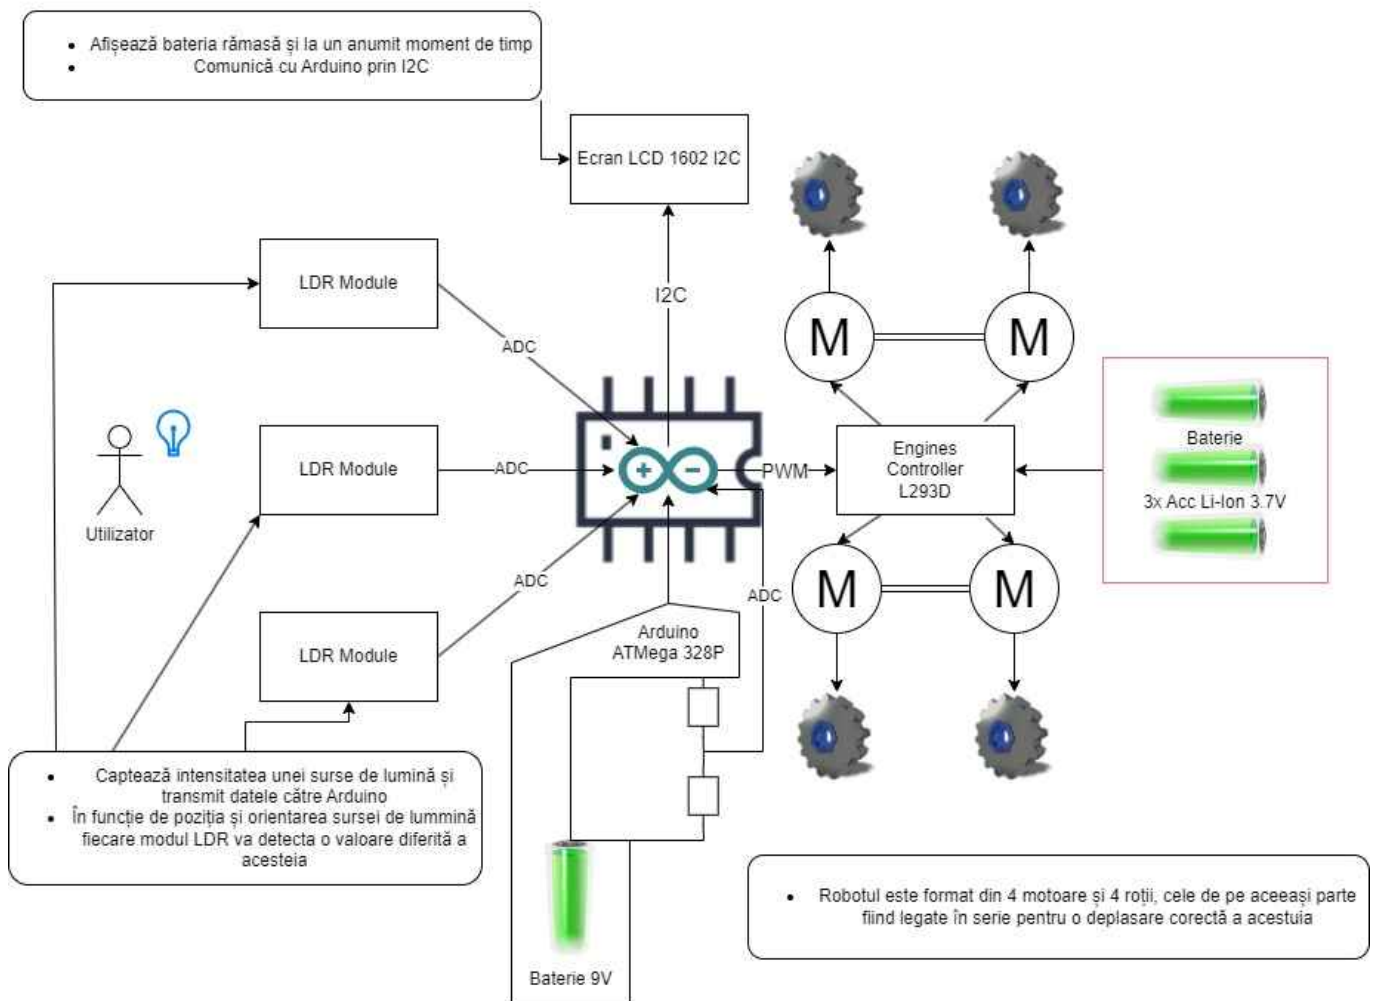 Afișează bateria rămasă și la un anumit moment de timp
Comunică cu Arduino prin I2C
Ecran LCD 1602 I2C
I2C
LDR Module
ADC
M
M
Utilizator
LDR Module
ADC
PWM
Engines
Controller
L293D
Baterie
3x Acc Li-Ion 3.7V
LDR Module
ADC
ADC
Arduino
ATMega 328P
M
M
Captează intensitatea unei surse de lumină și
transmit datele către Arduino
În funcție de poziția și orientarea sursei de lummină
fiecare modul LDR va detecta o valoare diferită a
acesteia
Baterie 9V
Robotul este format din 4 motoare și 4 roții, cele de pe aceeași parte
fiind legate în serie pentru o deplasare corectă a acestuia